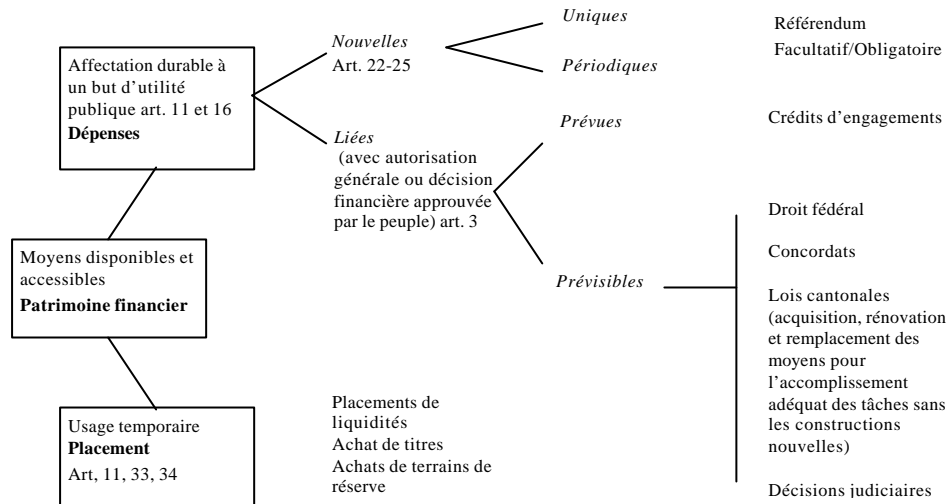 Uniques
Référendum
Facultatif/Obligatoire
Nouvelles
Art. 22-25
Périodiques
Affectation durable à
un but d’utilité
publique art. 11 et 16
Dépenses
Prévues
Crédits d’engagements
Liées
(avec autorisation
générale ou décision
financière approuvée
par le peuple) art. 3
Moyens disponibles et
accessibles
Patrimoine financier
Prévisibles
Droit fédéral
Concordats
Lois cantonales
(acquisition, rénovation
et remplacement des
moyens pour
l’accomplissement
adéquat des tâches sans
les constructions
nouvelles)
Décisions judiciaires
Usage temporaire
Placement
Art, 11, 33, 34
Placements de
liquidités
Achat de titres
Achats de terrains de
réserve